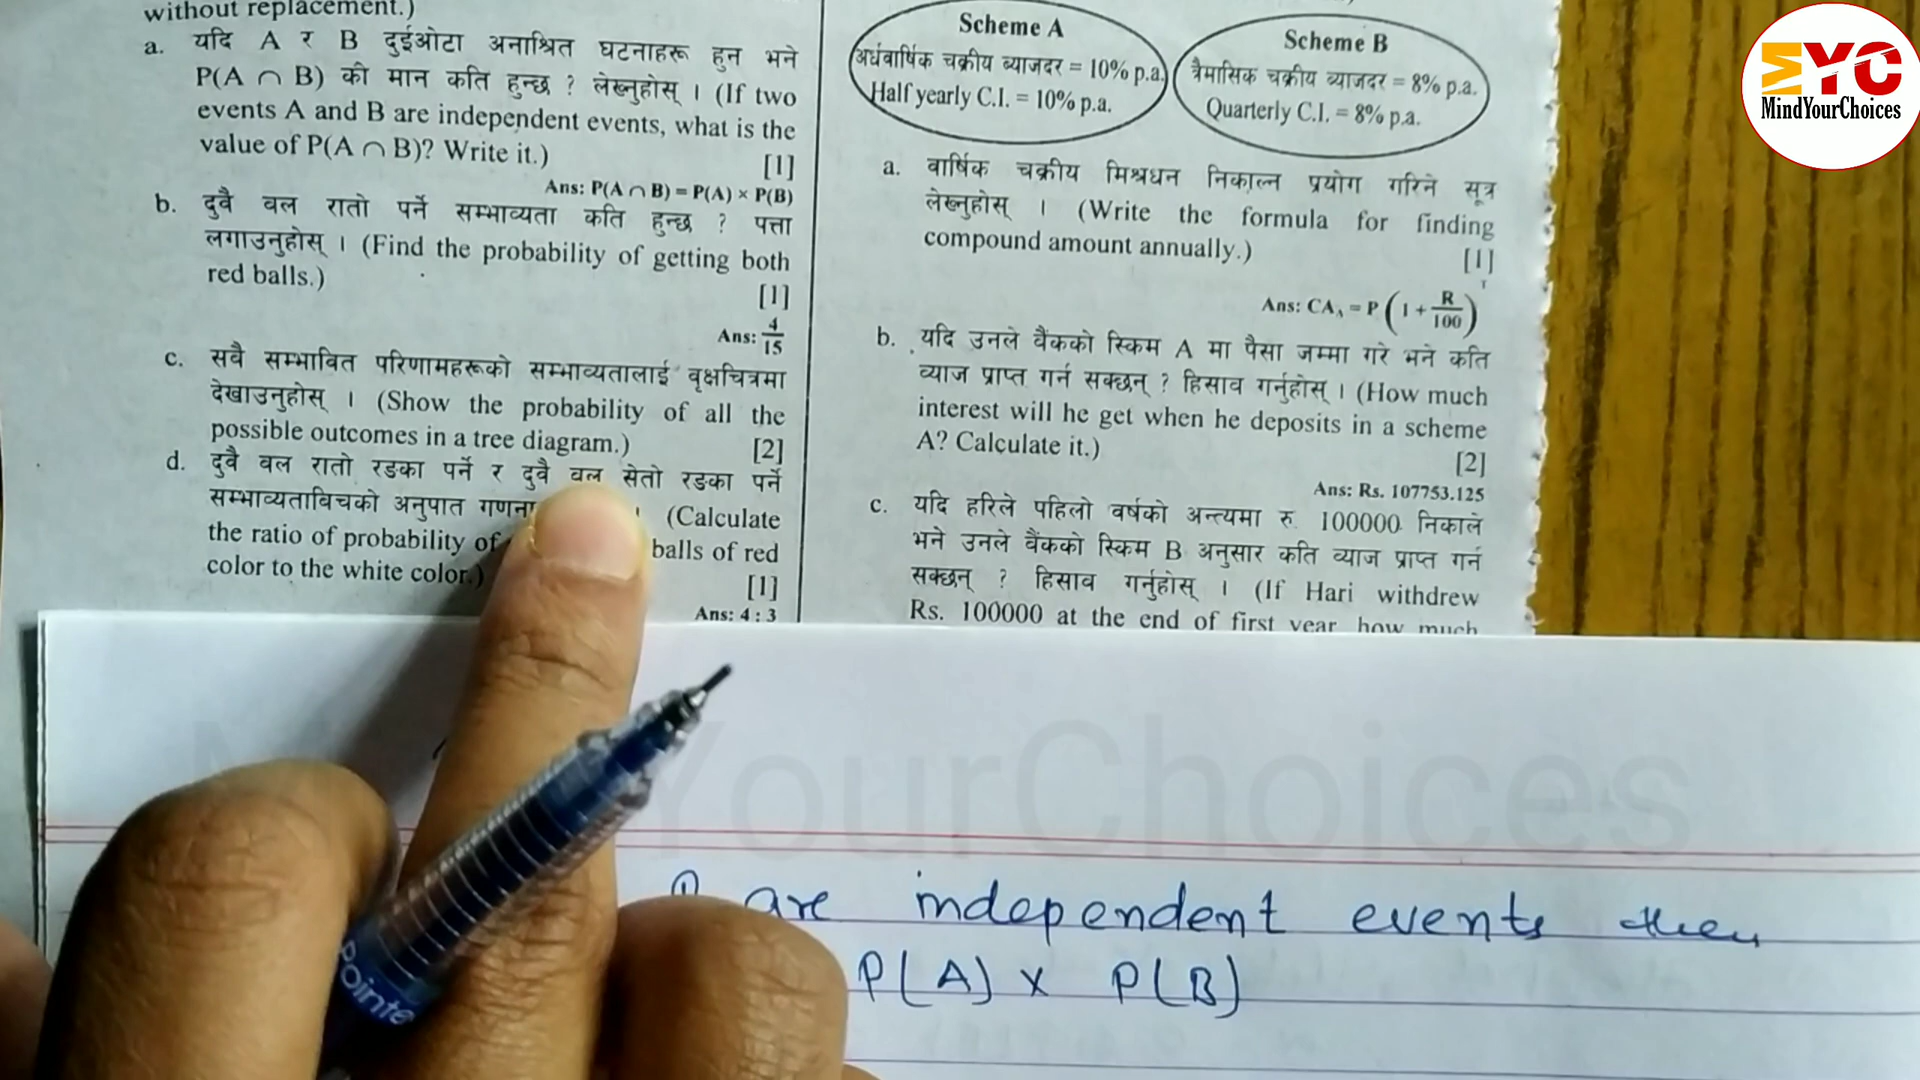 without replacement.)
a. यदि A र B दुईओटा अनाश्रित घटनाहरू हुन भने
P(A ∩ B) को मान कति हुन्छ ? लेख्नुहोस् । (If two
events A and B are independent events, what is the
value of P(A ∩ B)? Write it.) [1]
Ans: P(A ∩ B) = P(A) × P(B)
b. दुवै बल रातो पर्ने सम्भाव्यता कति हुन्छ ? पत्ता
लगाउनुहोस् । (Find the probability of getting both
red balls.) [1]
Ans: 4/15
c. सबै सम्भावित परिणामहरूको सम्भाव्यतालाई वृक्षचित्रमा
देखाउनुहोस् । (Show the probability of all the
possible outcomes in a tree diagram.) [2]
d. दुवै बल रातो रङका पर्ने र दुवै बल सेतो रङका पर्ने
सम्भाव्यताबिचको अनुपात । (Calculate
the ratio of probability of balls of red
color to the white color.) [1]
Ans: 4 : 3
Scheme A
अर्धवार्षिक चक्रीय ब्याजदर = 10% p.a.
Half yearly C.I. = 10% p.a.
Scheme B
त्रैमासिक चक्रीय ब्याजदर = 8% p.a.
Quarterly C.I. = 8% p.a.
a. वार्षिक चक्रीय मिश्रधन निकाल्न प्रयोग गरिने सूत्र
लेख्नुहोस् । (Write the formula for finding
compound amount annually.) [1]
Ans: CA = P (1 + R/100)
b. यदि उनले बैंकको स्किम A मा पैसा जम्मा गरे भने कति
ब्याज प्राप्त गर्न सक्छन् ? हिसाब गर्नुहोस् । (How much
interest will he get when he deposits in a scheme
A? Calculate it.) [2]
Ans: Rs. 107753.125
c. यदि हरिले पहिलो वर्षको अन्त्यमा रु 100000 निकाले
भने उनले बैंकको स्किम B अनुसार कति ब्याज प्राप्त गर्न
सक्छन् ? हिसाब गर्नुहोस् । (If Hari withdrew
Rs. 100000 at the end of first year, how much
MYC
MindYourChoices
YourChoices
are independent events then
P(A) x P(B)
Pointe